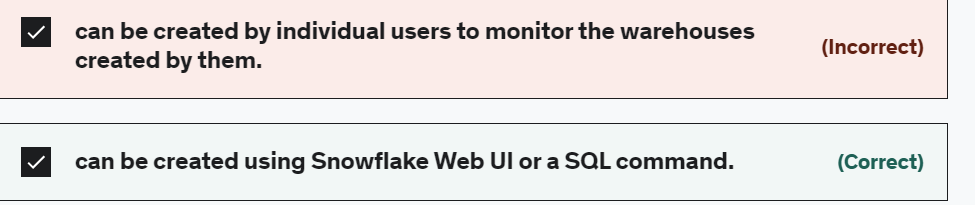 can be created by individual users to monitor the warehouses
created by them.
(Incorrect)
can be created using Snowflake Web UI or a SQL command.
(Correct)